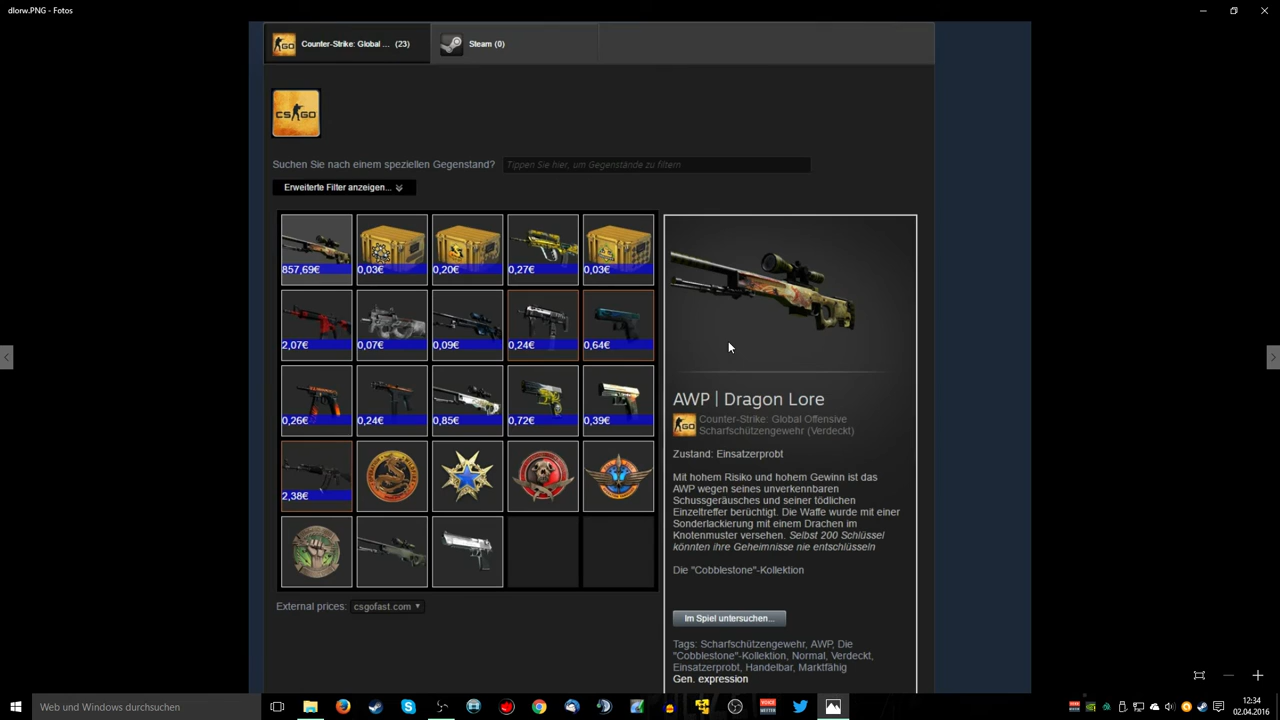 dlorw.PNG - Fotos
Counter-Strike: Global ... (23)
Steam (0)
CS GO
Suchen Sie nach einem speziellen Gegenstand?
Tippen Sie hier, um Gegenstände zu filtern
Erweiterte Filter anzeigen...
857,69€ 0,03€ 0,20€ 0,27€ 0,03€
2,07€ 0,07€ 0,09€ 0,24€ 0,64€
0,26€ 0,24€ 0,85€ 0,72€ 0,39€
2,38€
External prices: csgofast.com
AWP | Dragon Lore
GO
Counter-Strike: Global Offensive
Scharfschützengewehr (Verdeckt)
Zustand: Einsatzerprobt
Mit hohem Risiko und hohem Gewinn ist das
AWP wegen seines unverkennbaren
Schussgeräusches und seiner tödlichen
Einzeltreffer berüchtigt. Die Waffe wurde mit einer
Sonderlackierung mit einem Drachen im
Knotenmuster versehen. Selbst 200 Schlüssel
könnten ihre Geheimnisse nie entschlüsseln
Die "Cobblestone"-Kollektion
Im Spiel untersuchen...
Tags: Scharfschützengewehr, AWP, Die
"Cobblestone"-Kollektion, Normal, Verdeckt,
Einsatzerprobt, Handelbar, Marktfähig
Gen. expression
Web und Windows durchsuchen
12:34
02.04.2016